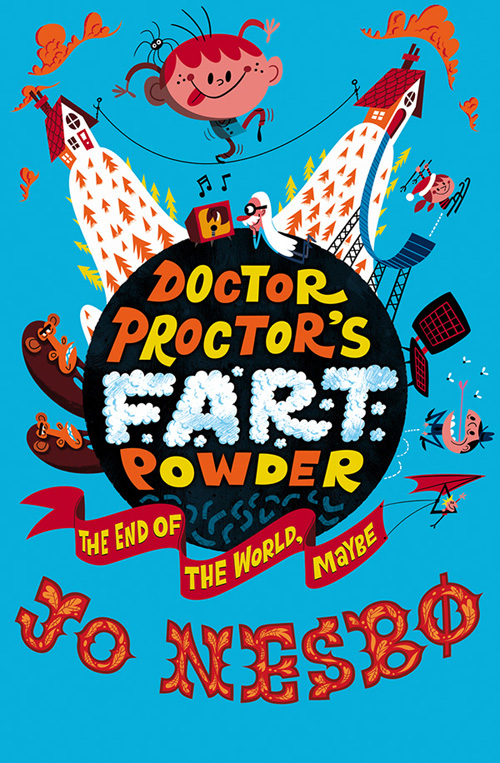 DOCTOR
PROCTOR'S
FART
POWDER
THE END OF
THE WORLD,
MAYBE
JO NESBØ